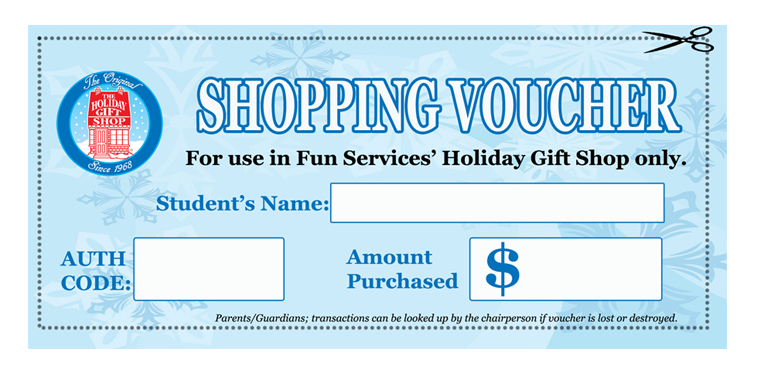 The Original
THE
HOLIDAY
GIFT
SHOP
Since 1968
SHOPPING VOUCHER
For use in Fun Services' Holiday Gift Shop only.
Student's Name:
AUTH
CODE:
Amount
Purchased
$
Parents/Guardians; transactions can be looked up by the chairperson if voucher is lost or destroyed.